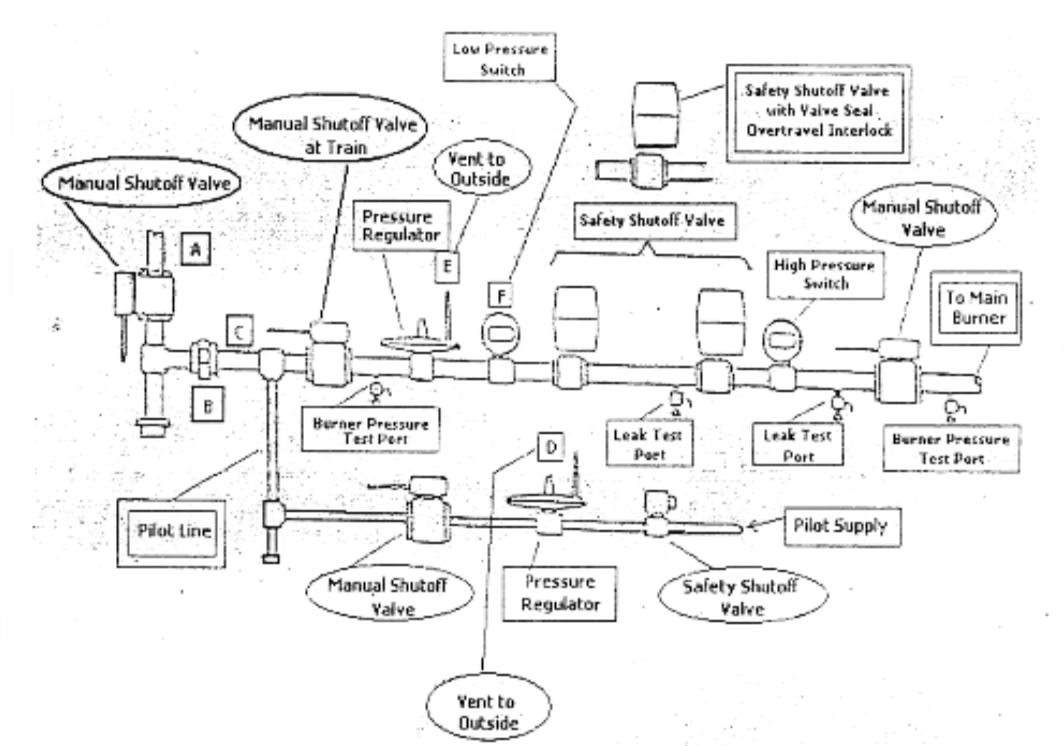 Low Pressure
Switch
Safety Shutoff Valve
with Valve Seal
Overtravel Interlock
Manual Shutoff Valve
at Train
Vent to
Outside
Manual Shutoff Valve
Pressure
Regulator
Safety Shutoff Valve
Manual Shutoff
Valve
A
E
F
High Pressure
Switch
To Main
Burner
C
B
Burner Pressure
Test Port
Leak Test
Port
Leak Test
Port
Burner Pressure
Test Port
D
Pilot Line
Pilot Supply
Manual Shutoff
Valve
Pressure
Regulator
Safety Shutoff
Valve
Vent to
Outside